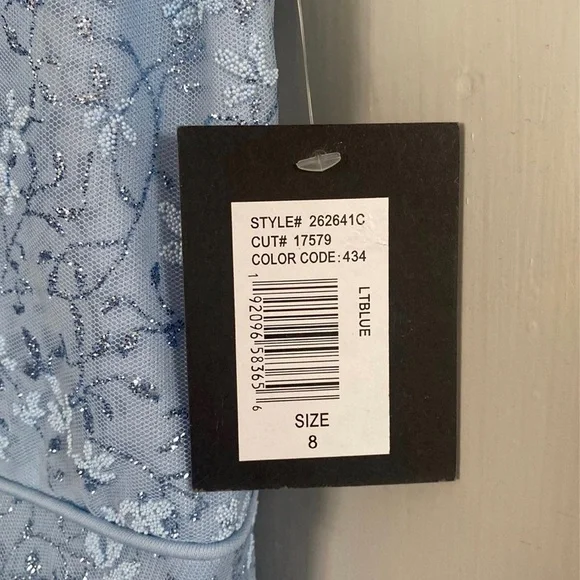 STYLE# 262641C
CUT# 17579
COLOR CODE: 434
LTBLUE
1 92096 58365 6
SIZE
8